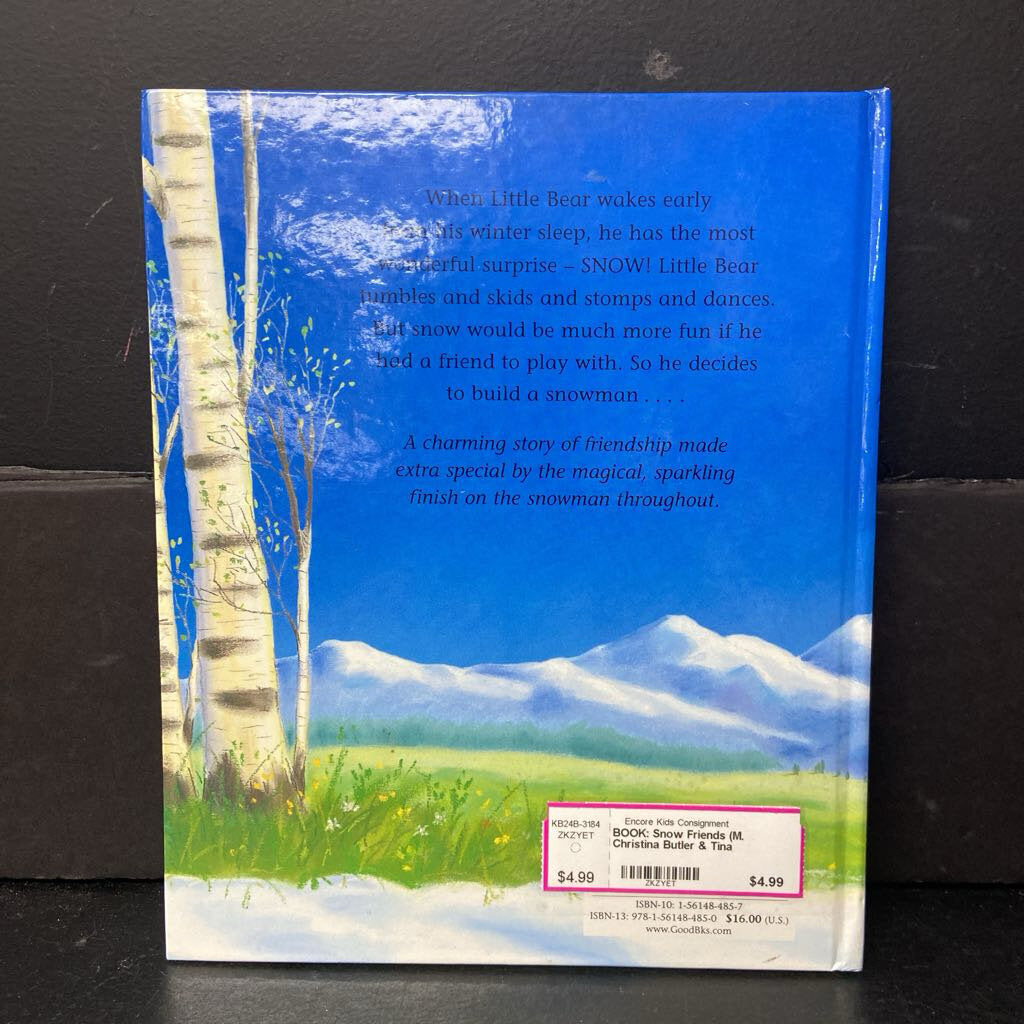 When Little Bear wakes early
from his winter sleep, he has the most
wonderful surprise – SNOW! Little Bear
tumbles and skids and stomps and dances.
But snow would be much more fun if he
had a friend to play with. So he decides
to build a snowman . . . .
A charming story of friendship made
extra special by the magical, sparkling
finish on the snowman throughout.
KB24B-3184
ZKZYET
$4.99
Encore Kids Consignment
BOOK: Snow Friends (M.
Christina Butler & Tina
ZKZYET
$4.99
ISBN-10: 1-56148-485-7
ISBN-13: 978-1-56148-485-0 $16.00 (U.S.)
www.GoodBks.com